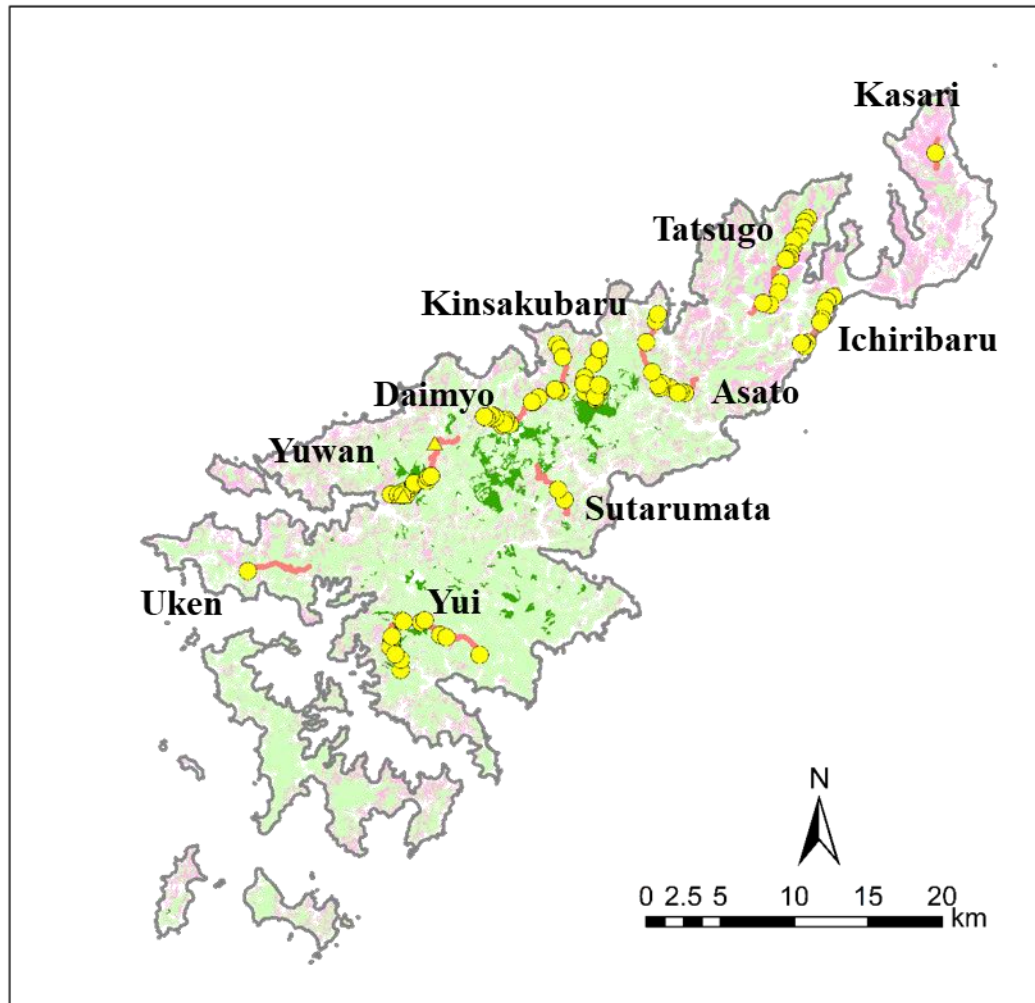 Kasari
Tatsugo
Kinsakubaru
Ichiribaru
Daimyo
Asato
Yuwan
Sutarumata
Uken
Yui
N
0 2.5 5 10 15 20
km